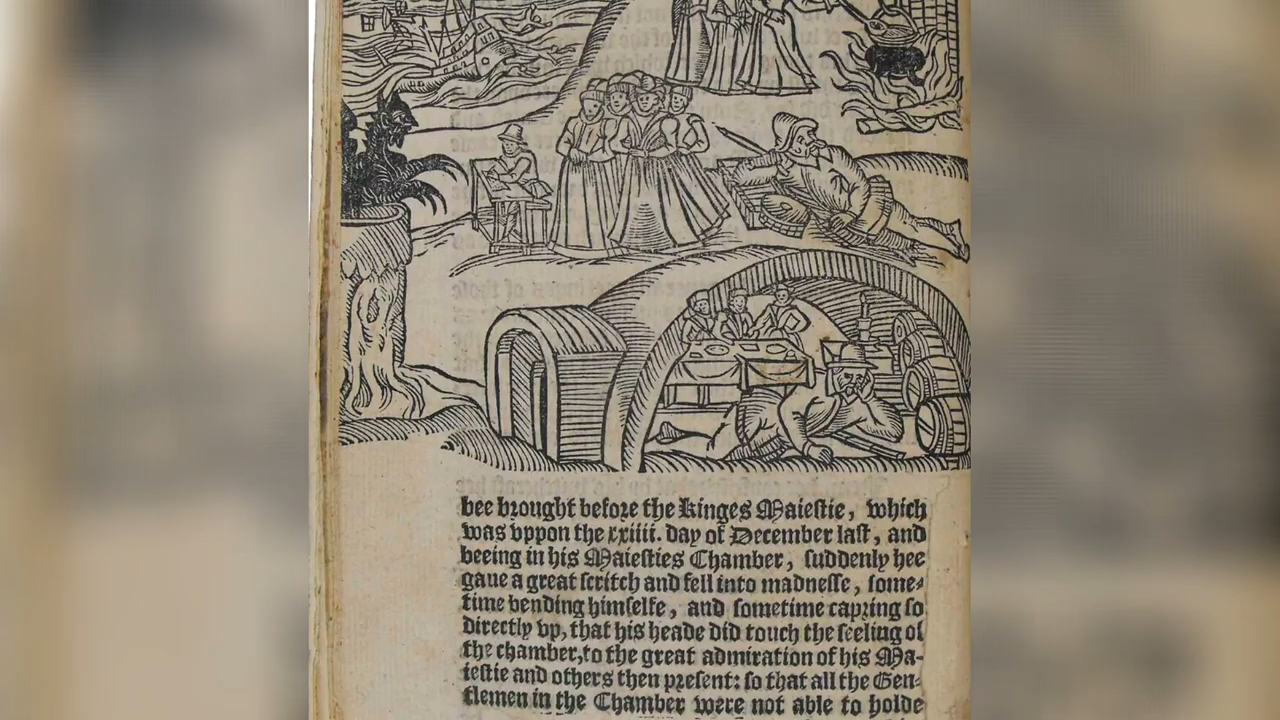 bee brought before the Kinges Maiestie, which
was vppon the xxiiii. day of December last, and
beeing in his Maiesties Chamber, suddenly hee
gaue a great scritch and fell into madnesse, some-
time bending himselfe, and sometime capring so
directly vp, that his heade did touch the seeling of
the chamber, to the great admiration of his Ma-
iestie and others then present: so that all the Gen-
tlemen in the Chamber were not able to holde